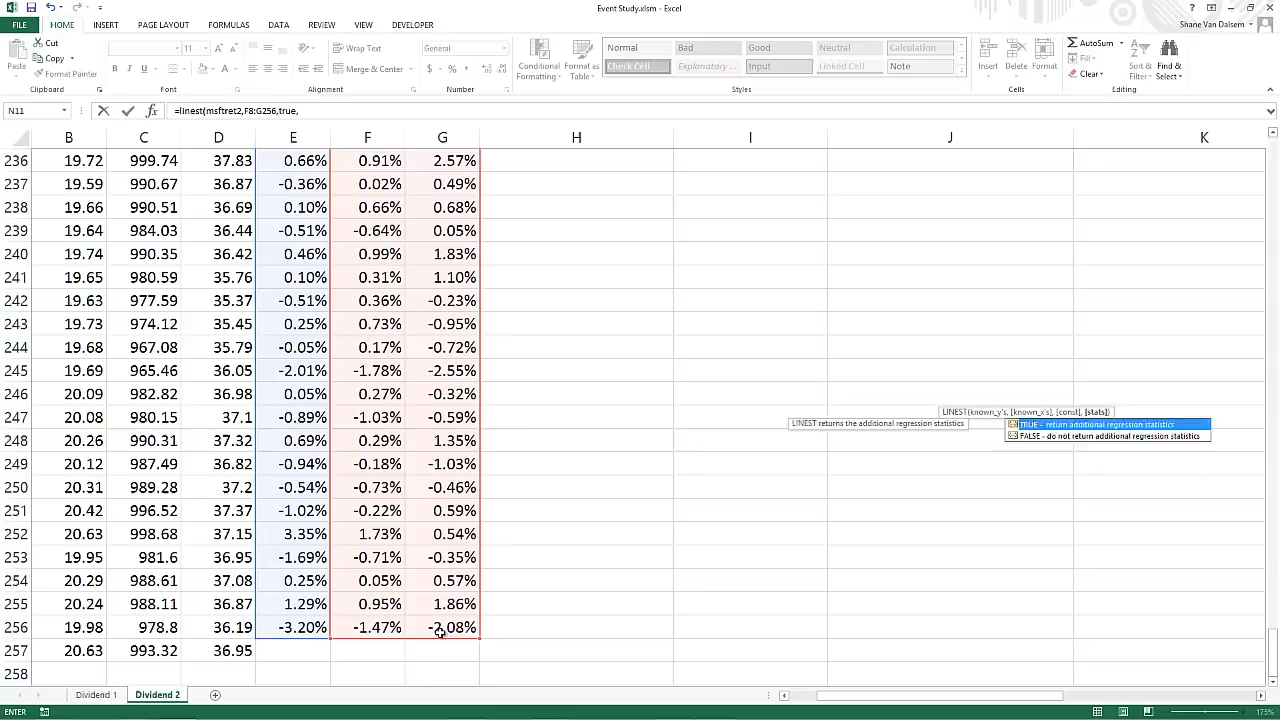 Event Study.xlsm - Excel
Shane Van Dalsem
FILE HOME INSERT PAGE LAYOUT FORMULAS DATA REVIEW VIEW DEVELOPER
Paste Cut Copy Format Painter Clipboard
11 B I U Font
Wrap Text Merge & Center Alignment
General $ % Number
Conditional Formatting Format as Table
Normal Bad Good Neutral Calculation
Check Cell Explanatory ... Input Linked Cell Note
Styles
Insert Delete Format Cells
AutoSum Fill Clear Sort & Filter Find & Select Editing
N11 fx =linest(msftret2,F8:G256,true,
B C D E F G H I J K
236 19.72 999.74 37.83 0.66% 0.91% 2.57%
237 19.59 990.67 36.87 -0.36% 0.02% 0.49%
238 19.66 990.51 36.69 0.10% 0.66% 0.68%
239 19.64 984.03 36.44 -0.51% -0.64% 0.05%
240 19.74 990.35 36.42 0.46% 0.99% 1.83%
241 19.65 980.59 35.76 0.10% 0.31% 1.10%
242 19.63 977.59 35.37 -0.51% 0.36% -0.23%
243 19.73 974.12 35.45 0.25% 0.73% -0.95%
244 19.68 967.08 35.79 -0.05% 0.17% -0.72%
245 19.69 965.46 36.05 -2.01% -1.78% -2.55%
246 20.09 982.82 36.98 0.05% 0.27% -0.32%
247 20.08 980.15 37.1 -0.89% -1.03% -0.59%
LINEST(known_y's, [known_x's], [const], [stats])
LINEST returns the additional regression statistics
TRUE - return additional regression statistics
FALSE - do not return additional regression statistics
248 20.26 990.31 37.32 0.69% 0.29% 1.35%
249 20.12 987.49 36.82 -0.94% -0.18% -1.03%
250 20.31 989.28 37.2 -0.54% -0.73% -0.46%
251 20.42 996.52 37.37 -1.02% -0.22% 0.59%
252 20.63 998.68 37.15 3.35% 1.73% 0.54%
253 19.95 981.6 36.95 -1.69% -0.71% -0.35%
254 20.29 988.61 37.08 0.25% 0.05% 0.57%
255 20.24 988.11 36.87 1.29% 0.95% 1.86%
256 19.98 978.8 36.19 -3.20% -1.47% -2.08%
257 20.63 993.32 36.95
258
Dividend 1 Dividend 2
ENTER 175%